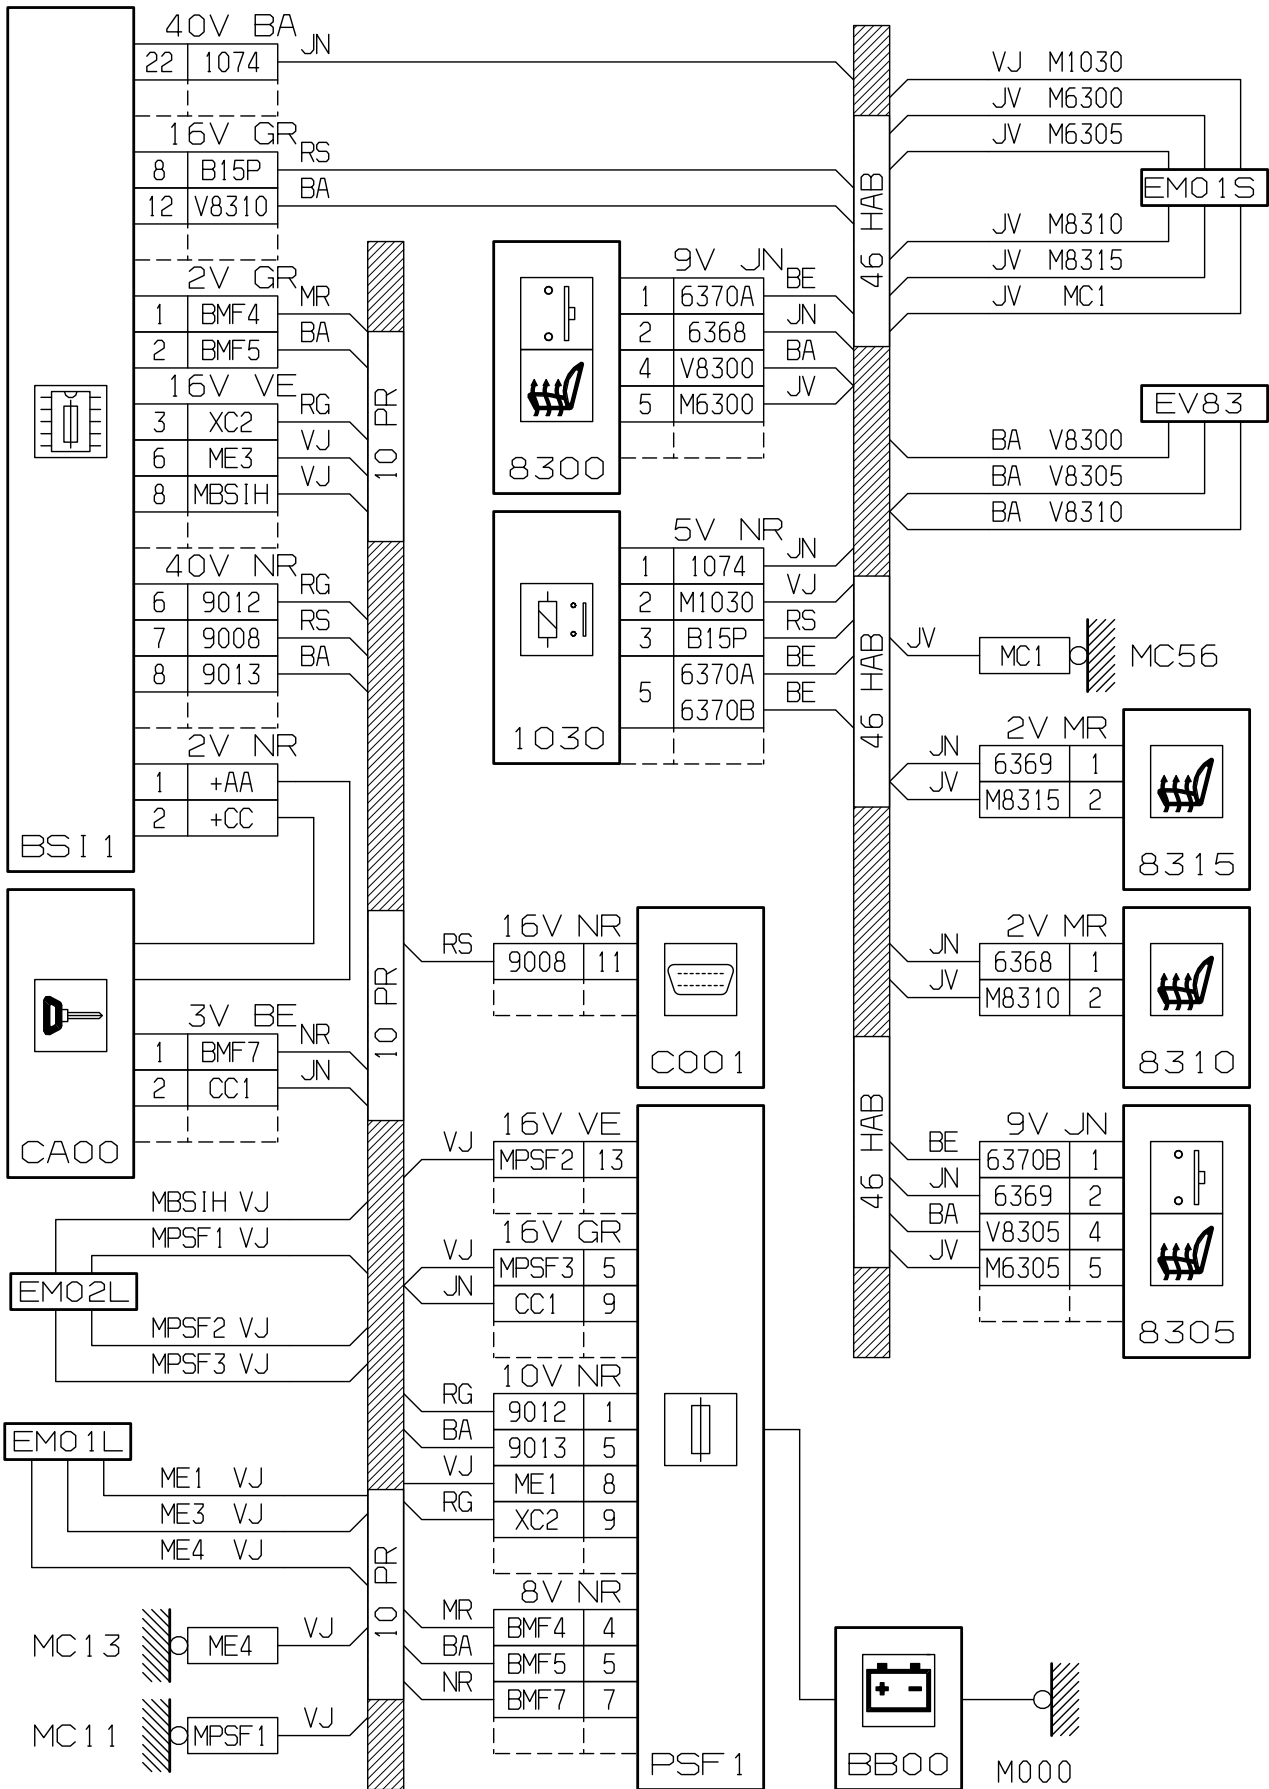 40V BA
22 1074 JN
16V GR
8 B15P RS
12 V8310 BA
2V GR
1 BMF4 MR
2 BMF5 BA
16V VE
3 XC2 RG
6 ME3 VJ
8 MBSIH VJ
40V NR
6 9012 RG
7 9008 RS
8 9013 BA
2V NR
1 +AA
2 +CC
BSI1
3V BE
1 BMF7 NR
2 CC1 JN
CA00
MBSIH VJ
MPSF1 VJ
EM02L
MPSF2 VJ
MPSF3 VJ
EM01L
ME1 VJ
ME3 VJ
ME4 VJ
MC13 ME4 VJ
MC11 MPSF1 VJ
10 PR
10 PR
10 PR
9V JN
1 6370A BE
2 6368 JN
4 V8300 BA
5 M6300 JV
8300
5V NR
1 1074 JN
2 M1030 VJ
3 B15P RS
5 6370A BE
6370B BE
1030
16V NR
RS 9008 11
C001
16V VE
VJ MPSF2 13
16V GR
VJ MPSF3 5
JN CC1 9
10V NR
RG 9012 1
BA 9013 5
VJ ME1 8
RG XC2 9
8V NR
MR BMF4 4
BA BMF5 5
NR BMF7 7
PSF1
BB00
M000
46 HAB
46 HAB
46 HAB
VJ M1030
JV M6300
JV M6305
EM01S
JV M8310
JV M8315
JV MC1
EV83
BA V8300
BA V8305
BA V8310
JV MC1 MC56
2V MR
JN 6369 1
JV M8315 2
8315
2V MR
JN 6368 1
JV M8310 2
8310
9V JN
BE 6370B 1
JN 6369 2
BA V8305 4
JV M6305 5
8305